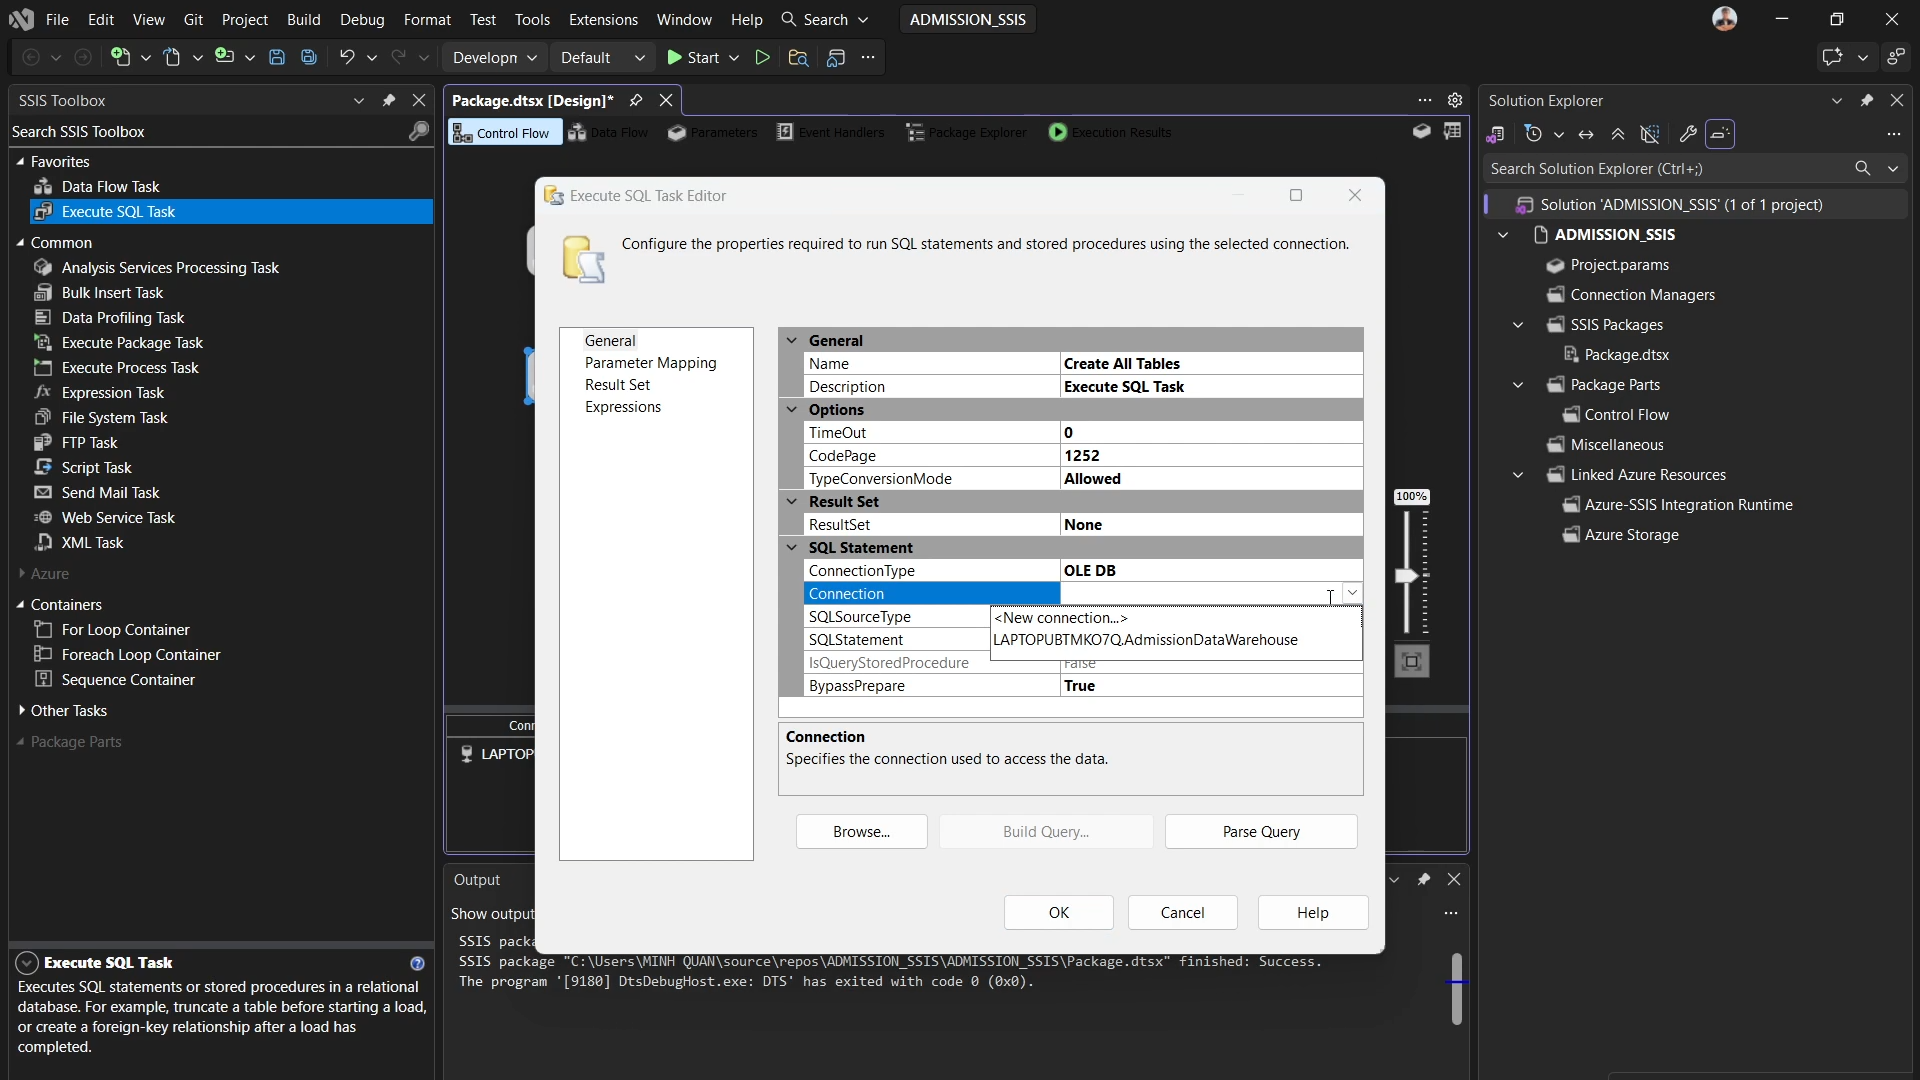 File Edit View Git Project Build Debug Format Test Tools Extensions Window Help Search ADMISSION_SSIS
Developn Default Start
SSIS Toolbox
Search SSIS Toolbox
Favorites
Data Flow Task
Execute SQL Task
Common
Analysis Services Processing Task
Bulk Insert Task
Data Profiling Task
Execute Package Task
Execute Process Task
Expression Task
File System Task
FTP Task
Script Task
Send Mail Task
Web Service Task
XML Task
Azure
Containers
For Loop Container
Foreach Loop Container
Sequence Container
Other Tasks
Package Parts
Execute SQL Task
Executes SQL statements or stored procedures in a relational
database. For example, truncate a table before starting a load,
or create a foreign-key relationship after a load has
completed.
Package.dtsx [Design]*
Control Flow Data Flow Parameters Event Handlers Package Explorer Execution Results
Execute SQL Task Editor
Configure the properties required to run SQL statements and stored procedures using the selected connection.
General
Parameter Mapping
Result Set
Expressions
General
Name Create All Tables
Description Execute SQL Task
Options
TimeOut 0
CodePage 1252
TypeConversionMode Allowed
Result Set
ResultSet None
SQL Statement
ConnectionType OLE DB
Connection
SQLSourceType
<New connection...>
SQLStatement
LAPTOPUBTMKO7Q.AdmissionDataWarehouse
IsQueryStoredProcedure False
BypassPrepare True
Connection
Specifies the connection used to access the data.
Browse... Build Query... Parse Query
OK Cancel Help
100%
Conn
LAPTOP
Output
Show output
SSIS packa
SSIS package "C:\Users\MINH QUAN\source\repos\ADMISSION_SSIS\ADMISSION_SSIS\Package.dtsx" finished: Success.
The program '[9180] DtsDebugHost.exe: DTS' has exited with code 0 (0x0).
Solution Explorer
Search Solution Explorer (Ctrl+;)
Solution 'ADMISSION_SSIS' (1 of 1 project)
ADMISSION_SSIS
Project.params
Connection Managers
SSIS Packages
Package.dtsx
Package Parts
Control Flow
Miscellaneous
Linked Azure Resources
Azure-SSIS Integration Runtime
Azure Storage